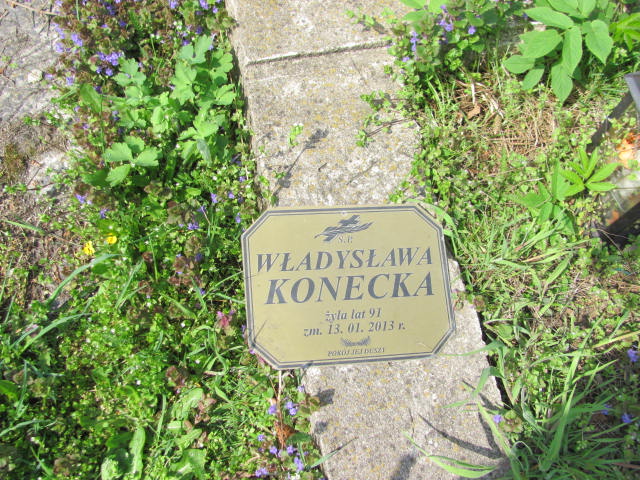 Ś.P.
WŁADYSŁAWA
KONECKA
żyła lat 91
zm. 13. 01. 2013 r.
POKÓJ JEJ DUSZY